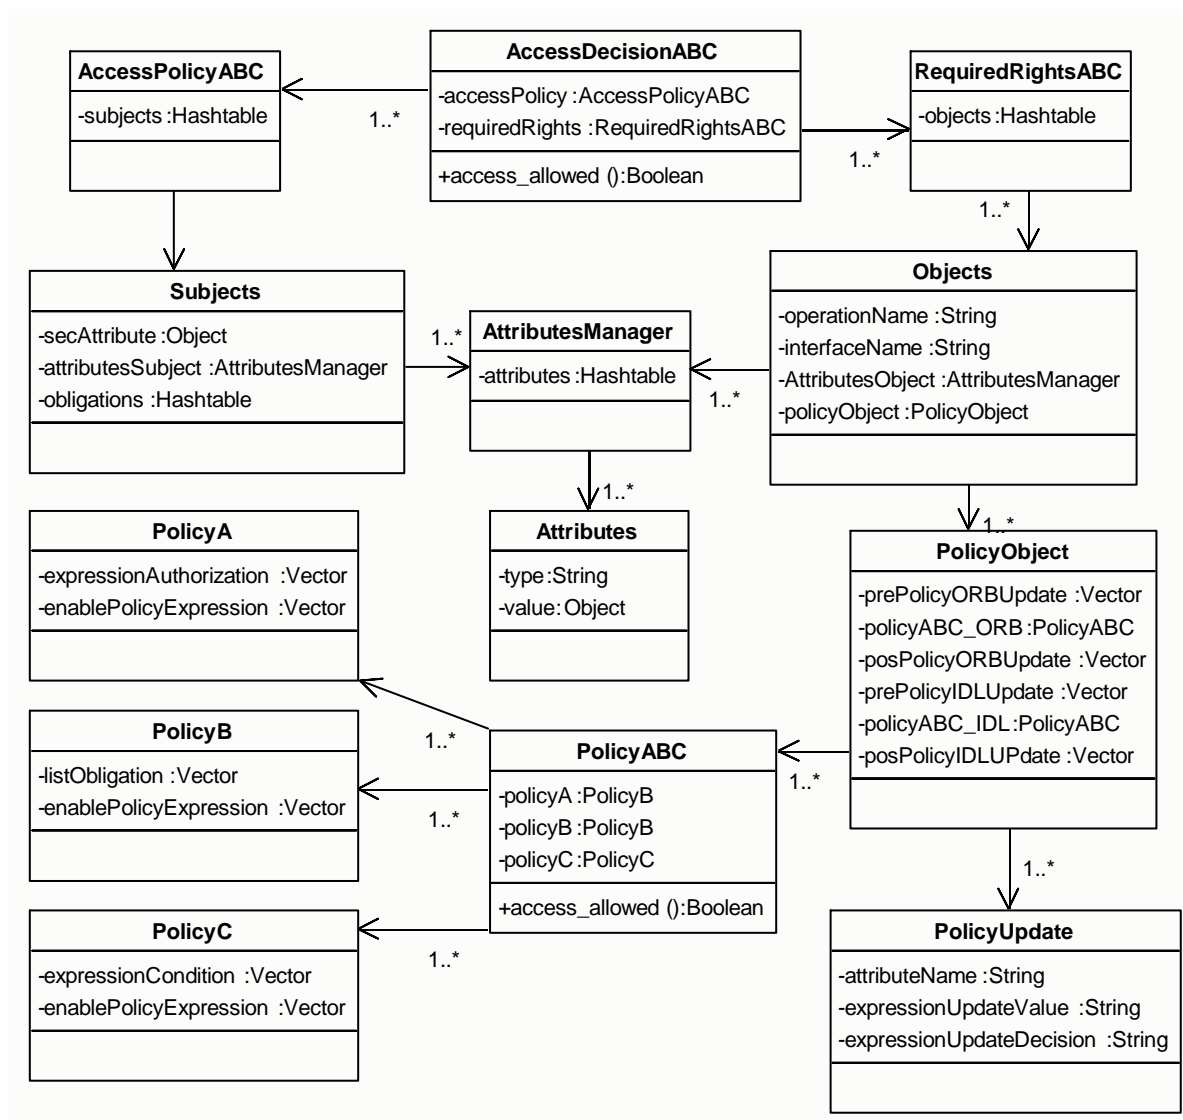 AccessPolicyABC
-subjects:Hashtable
1..*
AccessDecisionABC
-accessPolicy:AccessPolicyABC
-requiredRights:RequiredRightsABC
+access_allowed ():Boolean
1..*
RequiredRightsABC
-objects:Hashtable
1..*
Subjects
-secAttribute:Object
-attributesSubject :AttributesManager
-obligations :Hashtable
1..*
AttributesManager
-attributes:Hashtable
1..*
Objects
-operationName :String
-interfaceName :String
-AttributesObject:AttributesManager
-policyObject:PolicyObject
1..*
1..*
PolicyA
-expressionAuthorization :Vector
-enablePolicyExpression :Vector
Attributes
-type:String
-value:Object
PolicyObject
-prePolicyORBUpdate :Vector
-policyABC_ORB:PolicyABC
-posPolicyORBUpdate :Vector
-prePolicyIDLUpdate :Vector
-policyABC_IDL:PolicyABC
-posPolicyIDLUPdate :Vector
1..*
PolicyB
-listObligation :Vector
-enablePolicyExpression :Vector
1..*
1..*
PolicyABC
-policyA:PolicyB
-policyB:PolicyB
-policyC:PolicyC
+access_allowed ():Boolean
1..*
1..*
PolicyC
-expressionCondition :Vector
-enablePolicyExpression :Vector
1..*
PolicyUpdate
-attributeName:String
-expressionUpdateValue :String
-expressionUpdateDecision :String